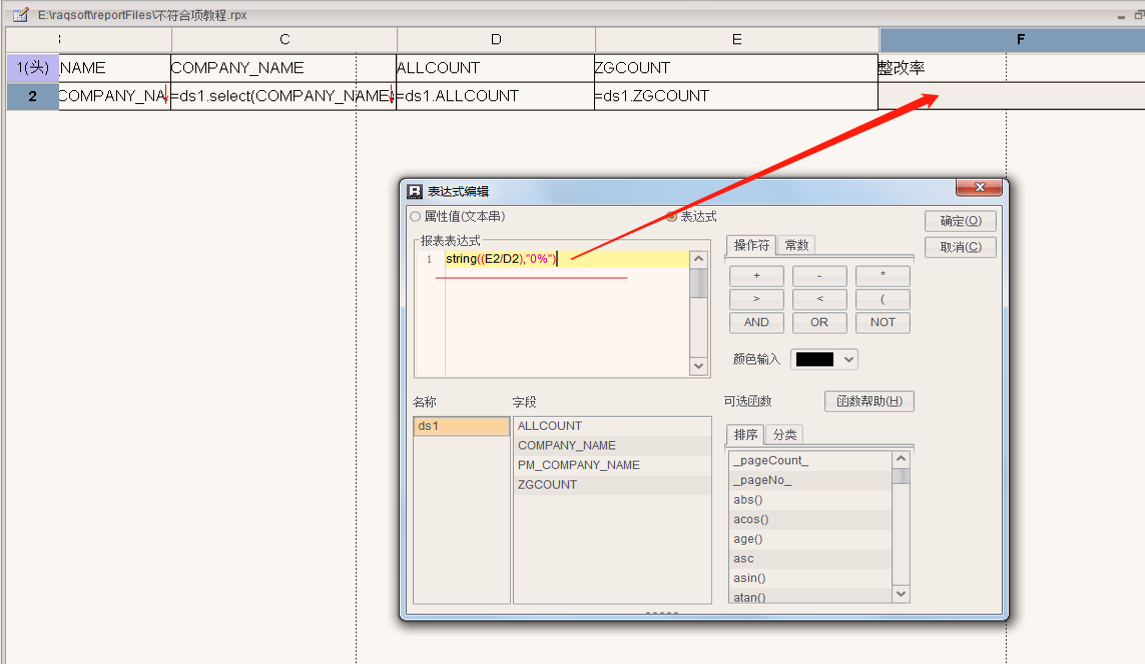 E:\raqsoft\reportFiles\不符合项教程.rpx
C D E F
1(头) _NAME COMPANY_NAME ALLCOUNT ZGCOUNT 整改率
2 COMPANY_NA =ds1.select(COMPANY_NAME) =ds1.ALLCOUNT =ds1.ZGCOUNT
表达式编辑
属性值(文本串) 表达式 确定(O)
报表表达式 操作符 常数 取消(C)
1 string((E2/D2),"0%")
+ - *
> < (
AND OR NOT
颜色输入
名称 字段 可选函数 函数帮助(H)
ds1 ALLCOUNT 排序 分类
COMPANY_NAME
PM_COMPANY_NAME
ZGCOUNT
_pageCount_
_pageNo_
abs()
acos()
age()
asc
asin()
atan()